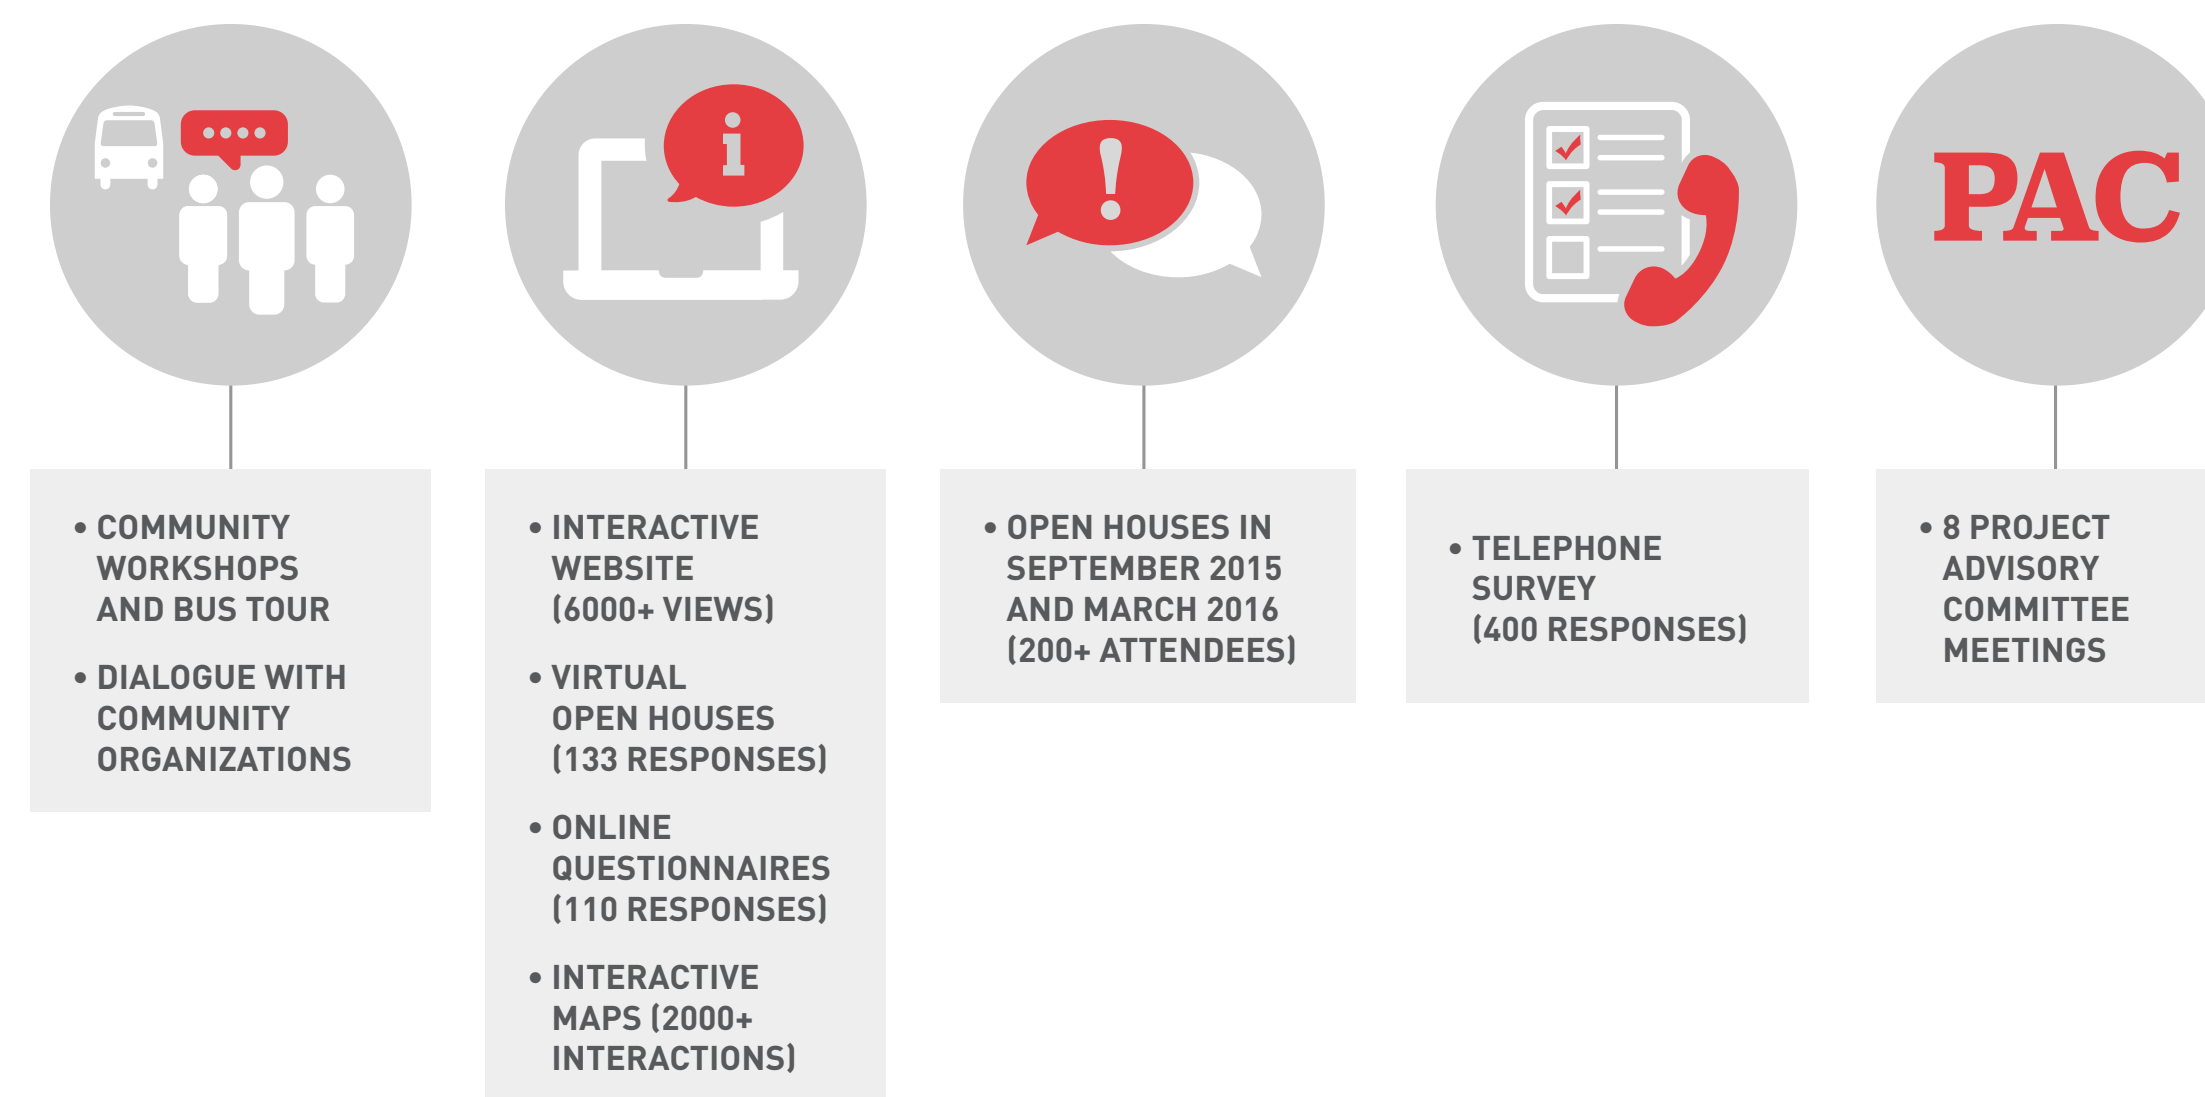 i
!
PAC
• COMMUNITY
WORKSHOPS
AND BUS TOUR
• DIALOGUE WITH
COMMUNITY
ORGANIZATIONS
• INTERACTIVE
WEBSITE
(6000+ VIEWS)
• VIRTUAL
OPEN HOUSES
(133 RESPONSES)
• ONLINE
QUESTIONNAIRES
(110 RESPONSES)
• INTERACTIVE
MAPS (2000+
INTERACTIONS)
• OPEN HOUSES IN
SEPTEMBER 2015
AND MARCH 2016
(200+ ATTENDEES)
• TELEPHONE
SURVEY
(400 RESPONSES)
• 8 PROJECT
ADVISORY
COMMITTEE
MEETINGS